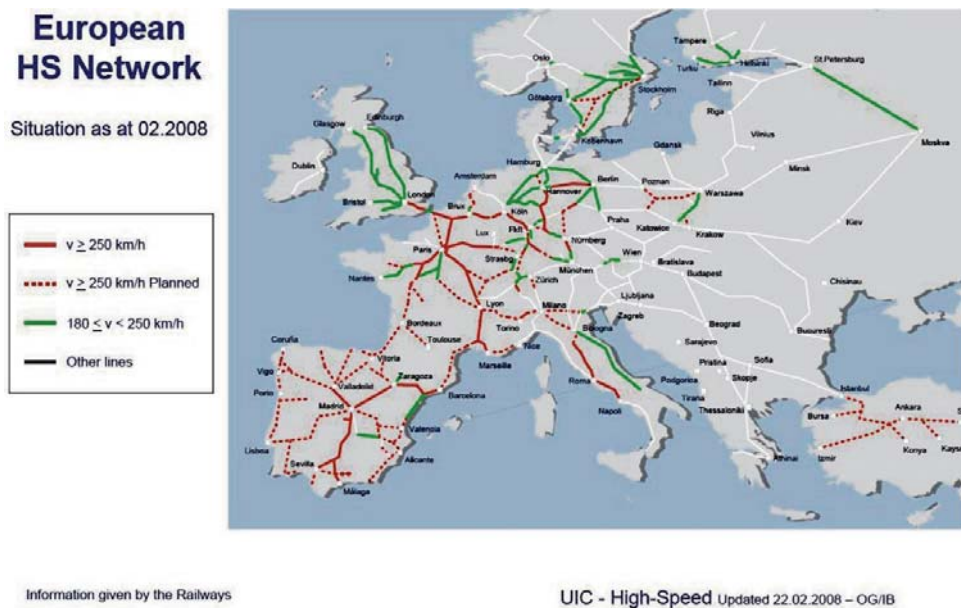 European
HS Network
Situation as at 02.2008
v ≥ 250 km/h
v ≥ 250 km/h Planned
180 ≤ v < 250 km/h
Other lines
Tampere
Oslo
Turku
Helsinki
St.Petersburg
Tallinn
Stockholm
Göteborg
Riga
Glasgow
Edinburgh
Moskva
København
Vilnius
Gdansk
Dublin
Minsk
Hamburg
Amsterdam
Berlin
Poznan
Hannover
Warszawa
Bristol
London
Brux
Köln
Kiev
Praha
Katowice
Krakow
Lux
Fkft
Nürnberg
Paris
Strasbg
Wien
Bratislava
München
Budapest
Nantes
Zürich
Chisinau
Ljubljana
Lyon
Milano
Zagreb
Bordeaux
Torino
Beograd
Bucuresti
Bologna
Coruña
Toulouse
Nice
Sarajevo
Vitoria
Marseille
Vigo
Pristina
Sofia
Zaragoza
Valladolid
Roma
Podgorica
Skopje
Porto
Barcelona
Istanbul
Madrid
Tirana
Napoli
Thessaloniki
Bursa
Ankara
Valenzia
Lisboa
Konya
Kays
Izmir
Alicante
Athinai
Sevilla
Málaga
Information given by the Railways
UIC - High-Speed Updated 22.02.2008 – OG/IB